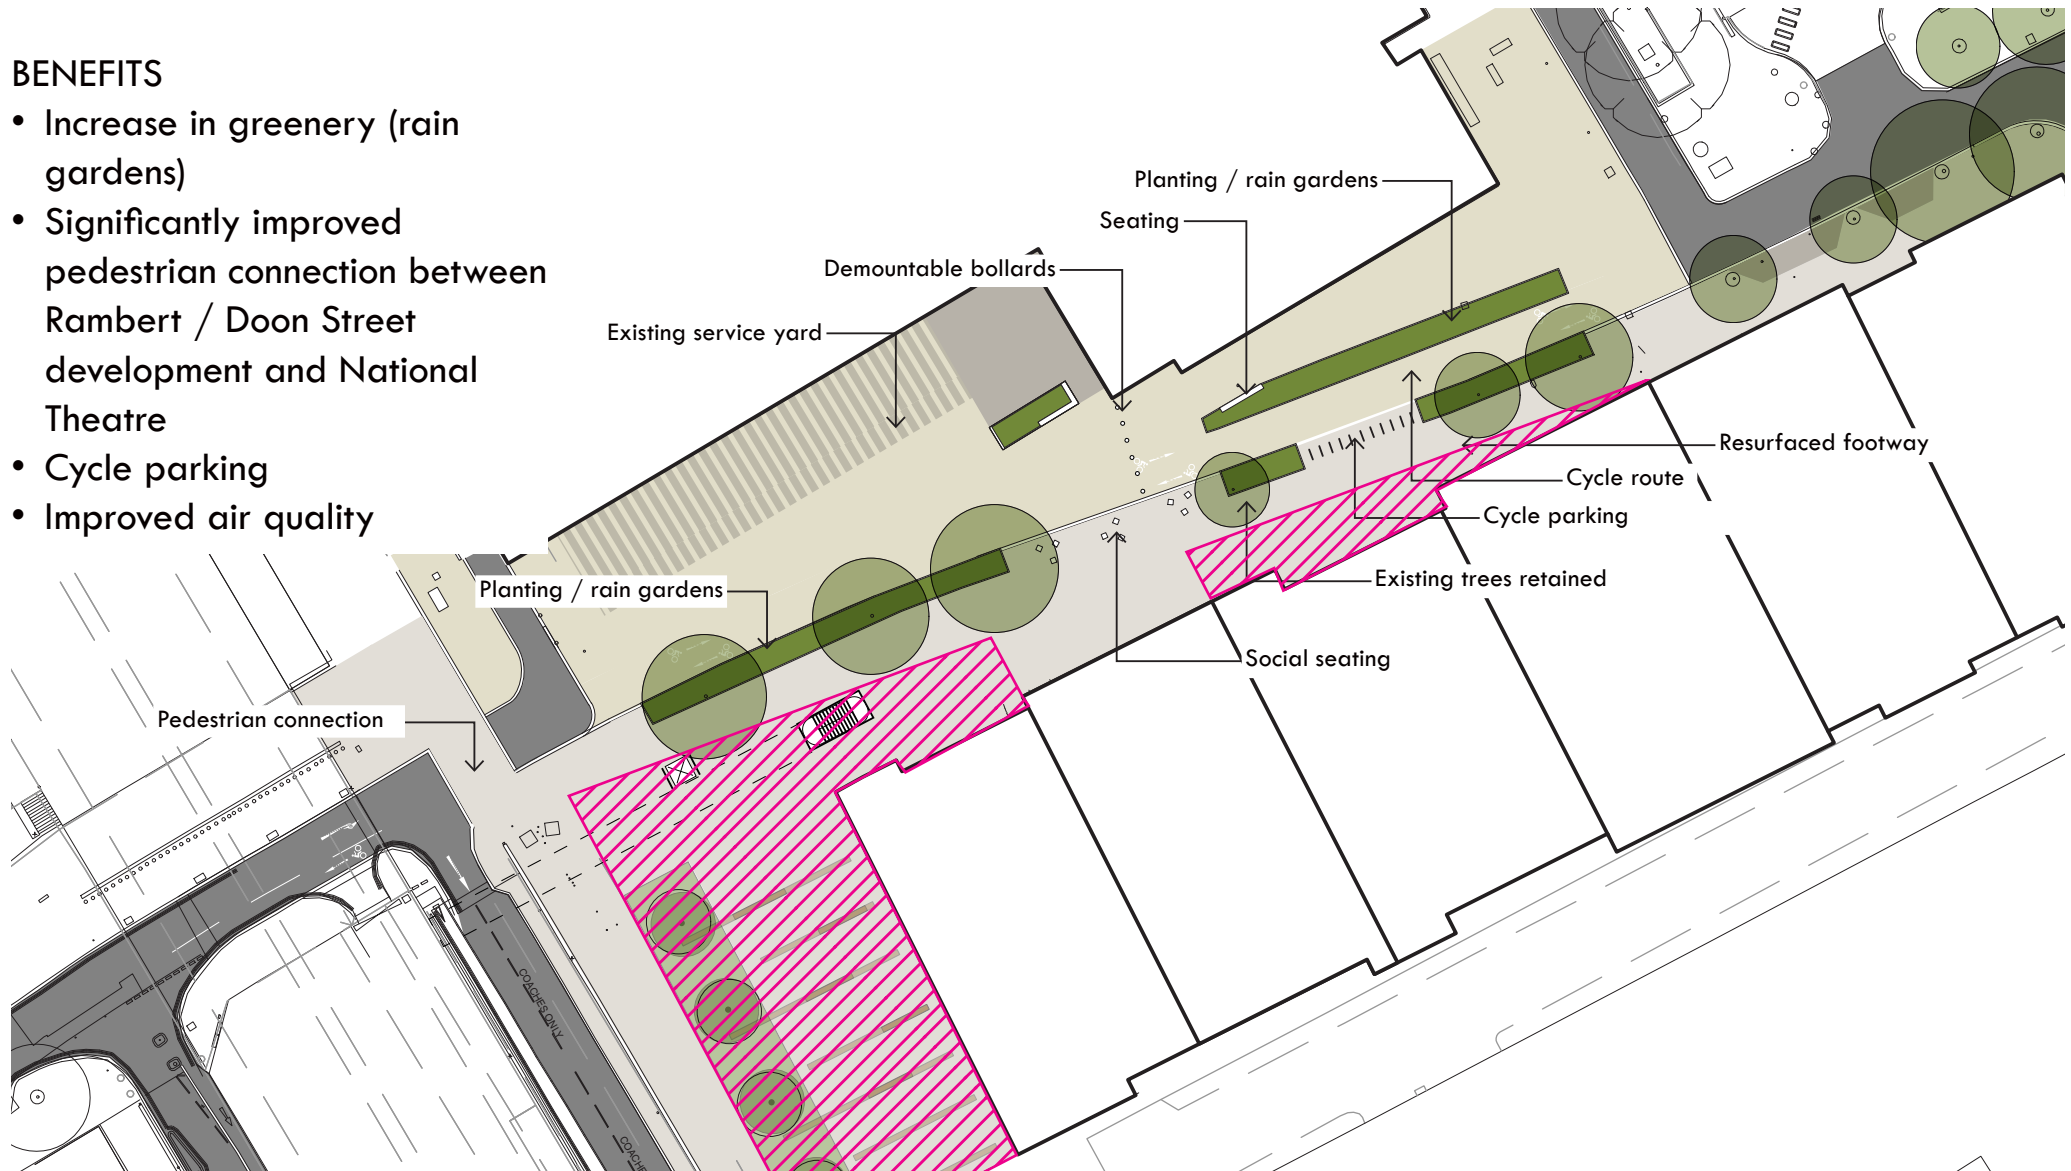 BENEFITS
• Increase in greenery (rain
gardens)
• Significantly improved
pedestrian connection between
Rambert / Doon Street
development and National
Theatre
• Cycle parking
• Improved air quality
Planting / rain gardens
Seating
Demountable bollards
Existing service yard
Resurfaced footway
Cycle route
Cycle parking
Existing trees retained
Planting / rain gardens
Social seating
Pedestrian connection
COACHES ONLY